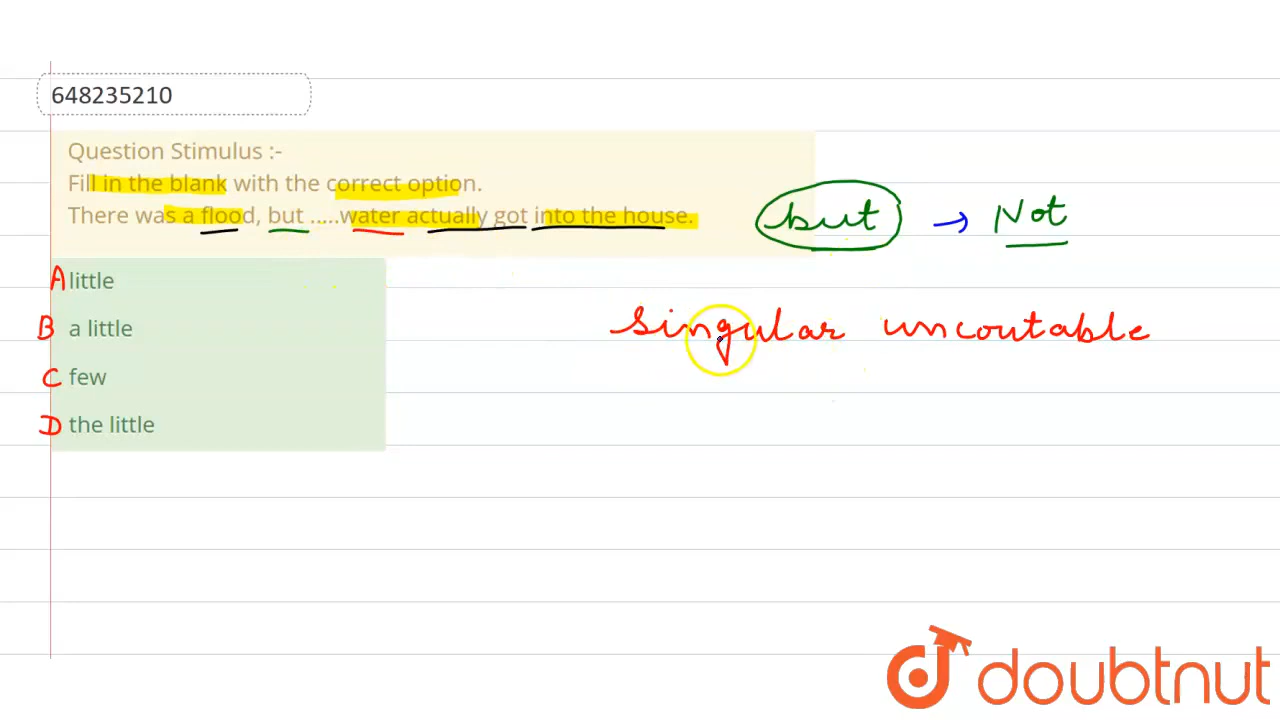 648235210
Question Stimulus :-
Fill in the blank with the correct option.
There was a flood, but .....water actually got into the house.
but → Not
A little
singular uncoutable
B a little
C few
D the little
doubtnut